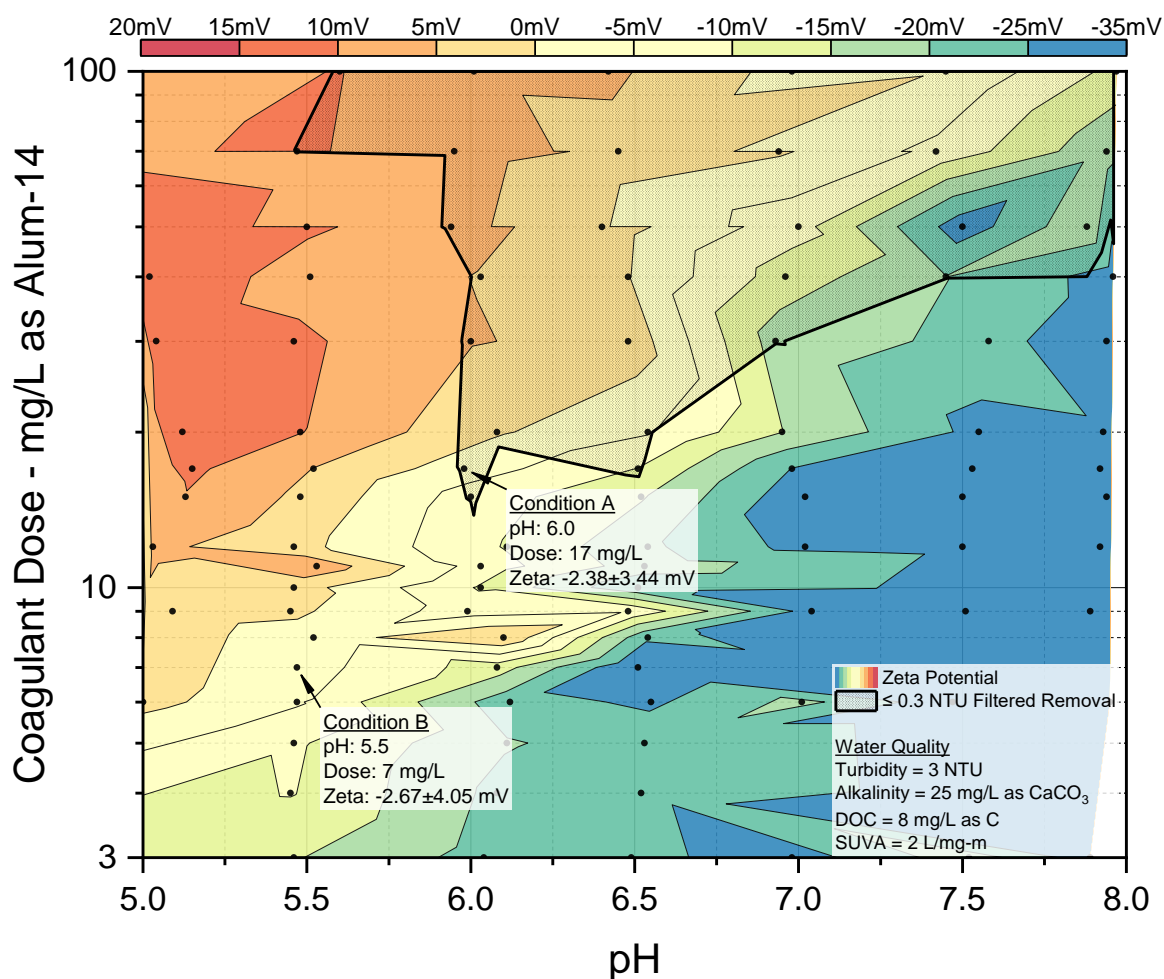 20mV 15mV 10mV 5mV 0mV -5mV -10mV -15mV -20mV -25mV -35mV
100
Coagulant Dose - mg/L as Alum-14
Condition A
pH: 6.0
Dose: 17 mg/L
Zeta: -2.38±3.44 mV
10
Zeta Potential
≤ 0.3 NTU Filtered Removal
Condition B
pH: 5.5
Dose: 7 mg/L
Zeta: -2.67±4.05 mV
Water Quality
Turbidity = 3 NTU
Alkalinity = 25 mg/L as CaCO₃
DOC = 8 mg/L as C
SUVA = 2 L/mg-m
3
5.0 5.5 6.0 6.5 7.0 7.5 8.0
pH